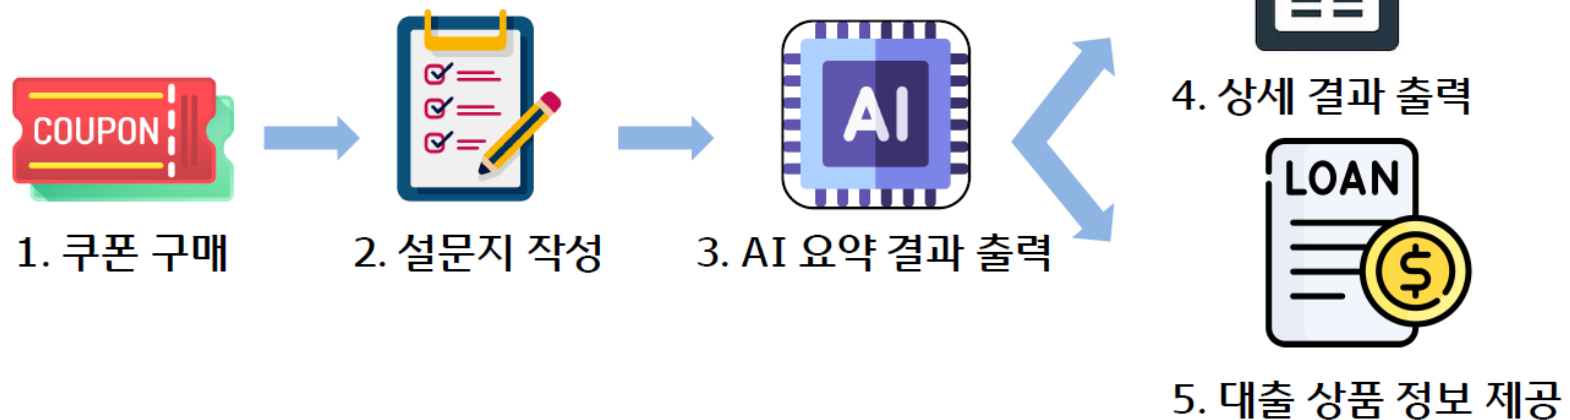 COUPON
1. 쿠폰 구매
2. 설문지 작성
AI
3. AI 요약 결과 출력
4. 상세 결과 출력
LOAN
$
5. 대출 상품 정보 제공